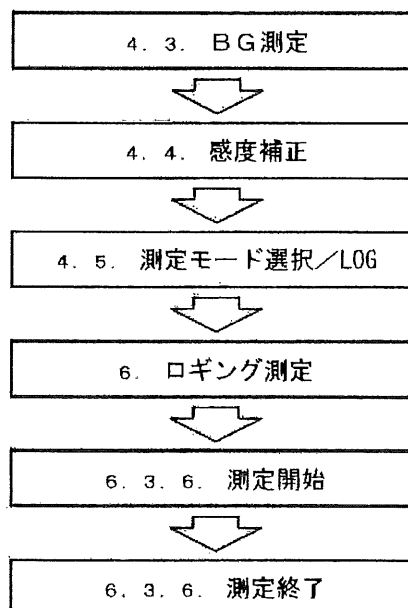 4. 3. BG測定
4. 4. 感度補正
4. 5. 測定モード選択／LOG
6. ロギング測定
6. 3. 6. 測定開始
6. 3. 6. 測定終了